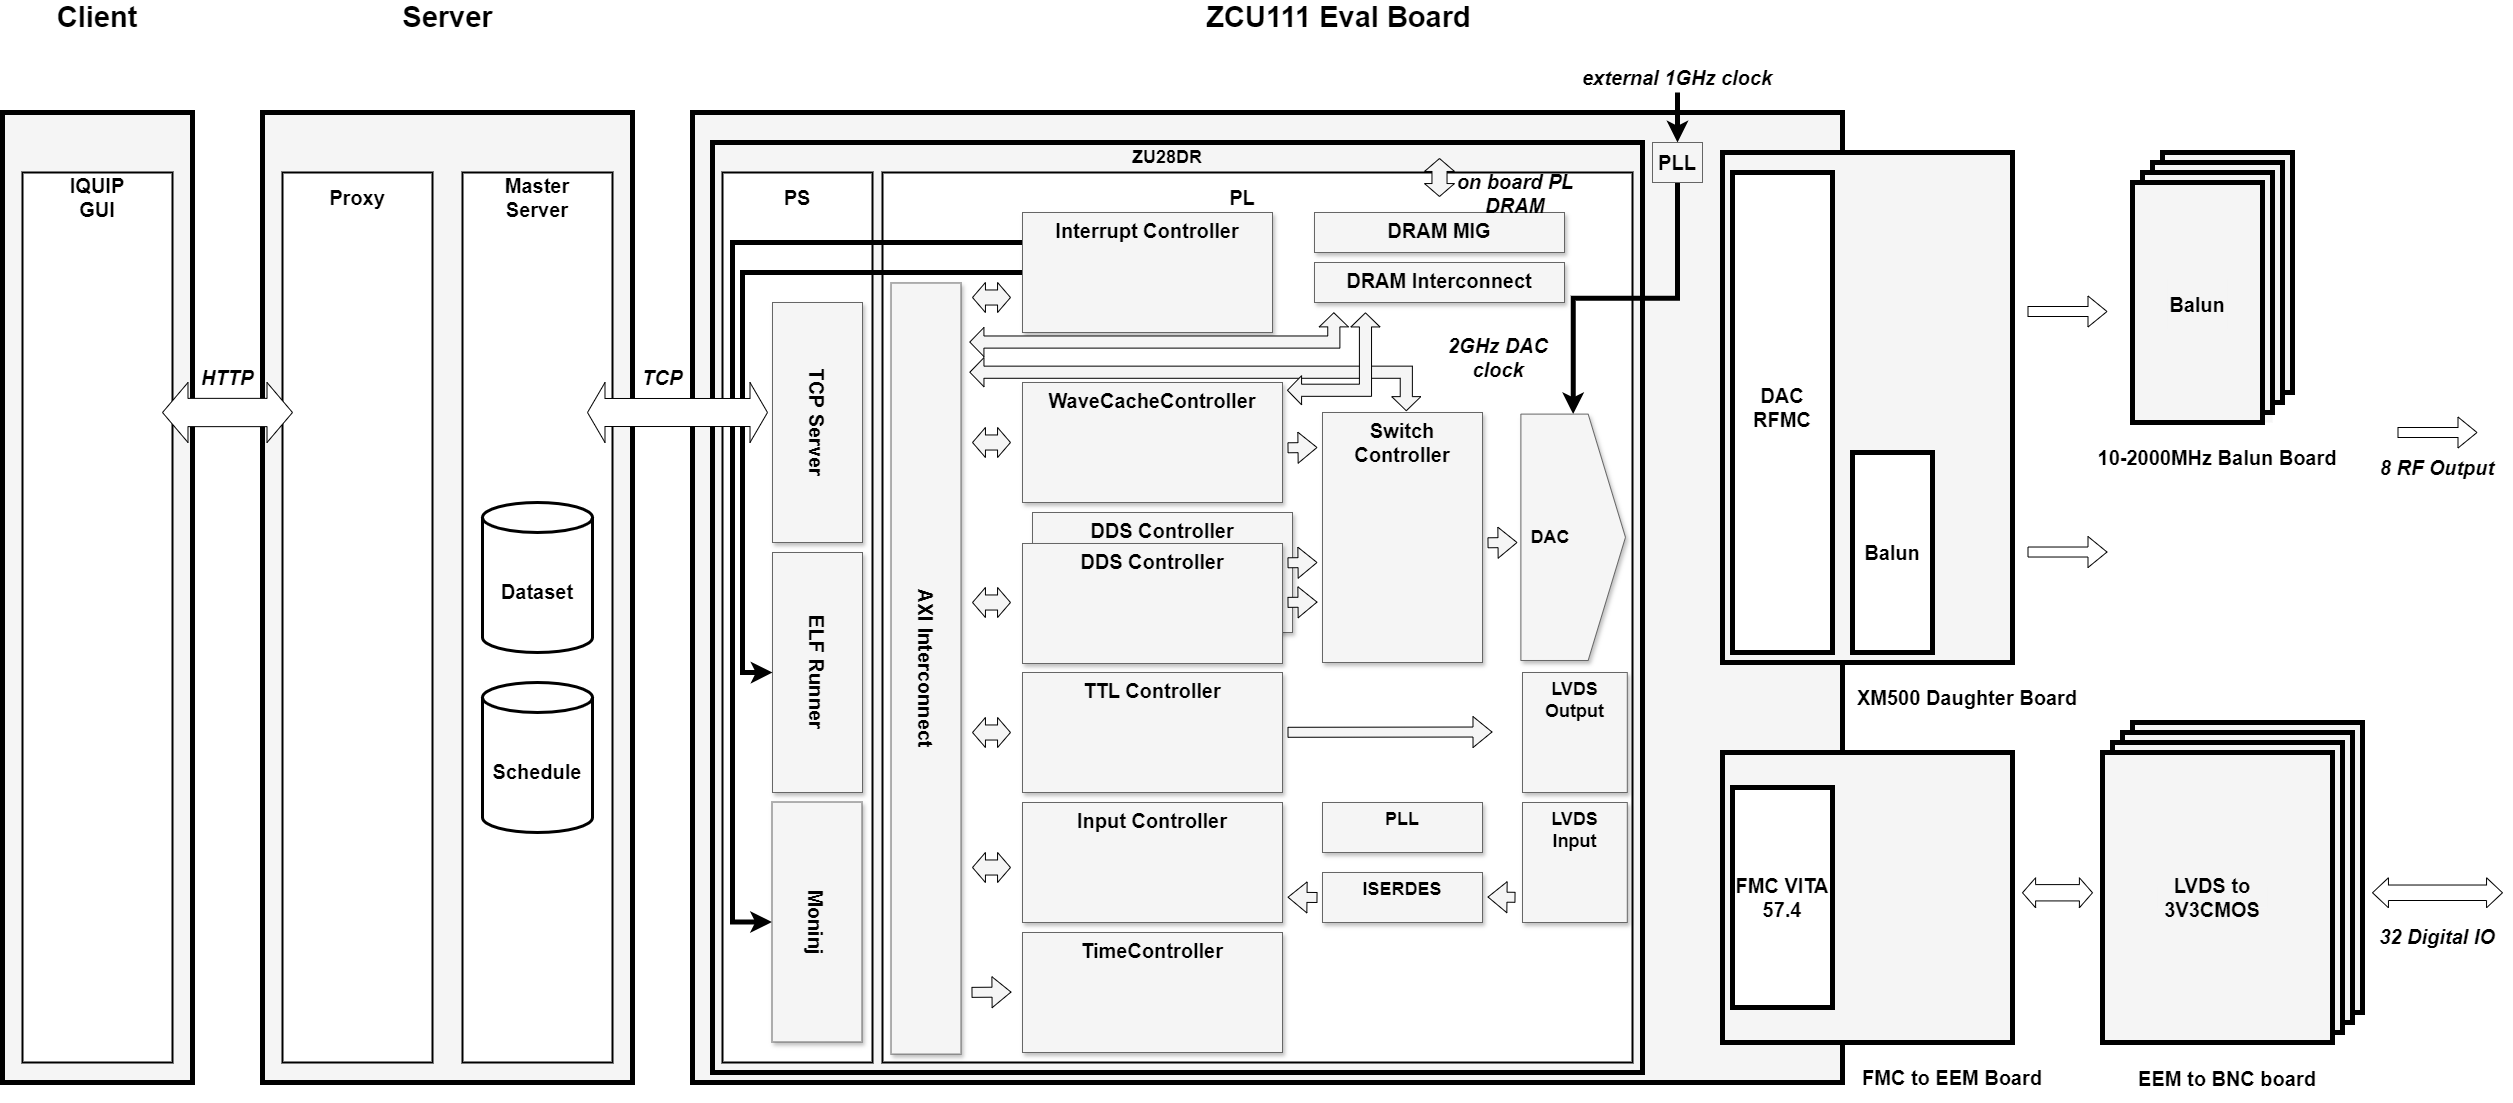 Client
Server
ZCU111 Eval Board
external 1GHz clock
IQUIP
GUI
HTTP
Proxy
Master
Server
Dataset
Schedule
TCP
ZU28DR
PS
TCP Server
ELF Runner
Moninj
PL
on board PL
DRAM
PLL
AXI Interconnect
Interrupt Controller
DRAM MIG
DRAM Interconnect
2GHz DAC
clock
WaveCacheController
Switch
Controller
DDS Controller
DDS Controller
DAC
TTL Controller
LVDS
Output
Input Controller
PLL
ISERDES
LVDS
Input
TimeController
DAC
RFMC
Balun
XM500 Daughter Board
Balun
10-2000MHz Balun Board
8 RF Output
FMC VITA
57.4
FMC to EEM Board
LVDS to
3V3CMOS
EEM to BNC board
32 Digital IO